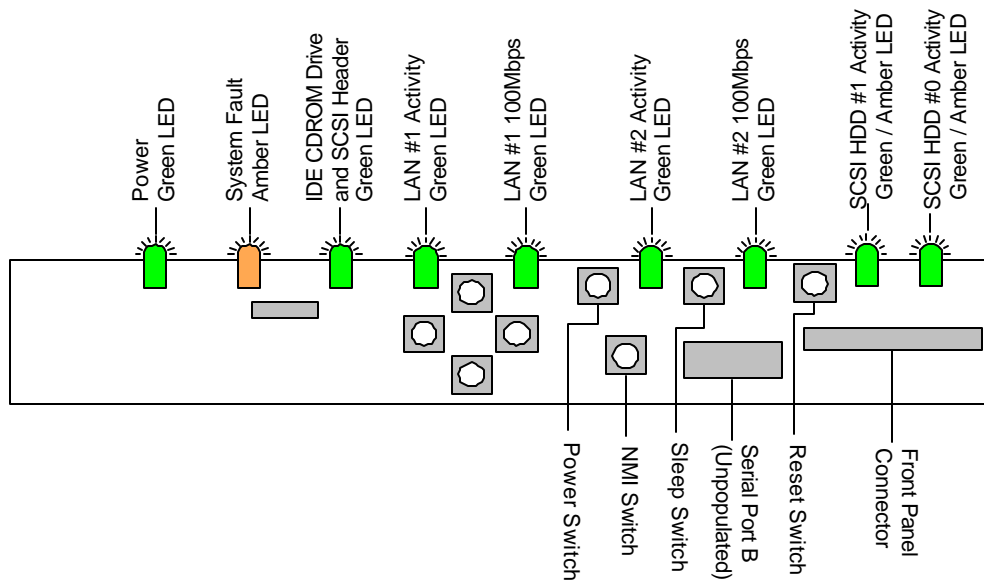 Power
Green LED
System Fault
Amber LED
IDE CDROM Drive
and SCSI Header
Green LED
LAN #1 Activity
Green LED
LAN #1 100Mbps
Green LED
LAN #2 Activity
Green LED
LAN #2 100Mbps
Green LED
SCSI HDD #1 Activity
Green / Amber LED
SCSI HDD #0 Activity
Green / Amber LED
Power Switch
NMI Switch
Sleep Switch
Serial Port B
(Unpopulated)
Reset Switch
Front Panel
Connector